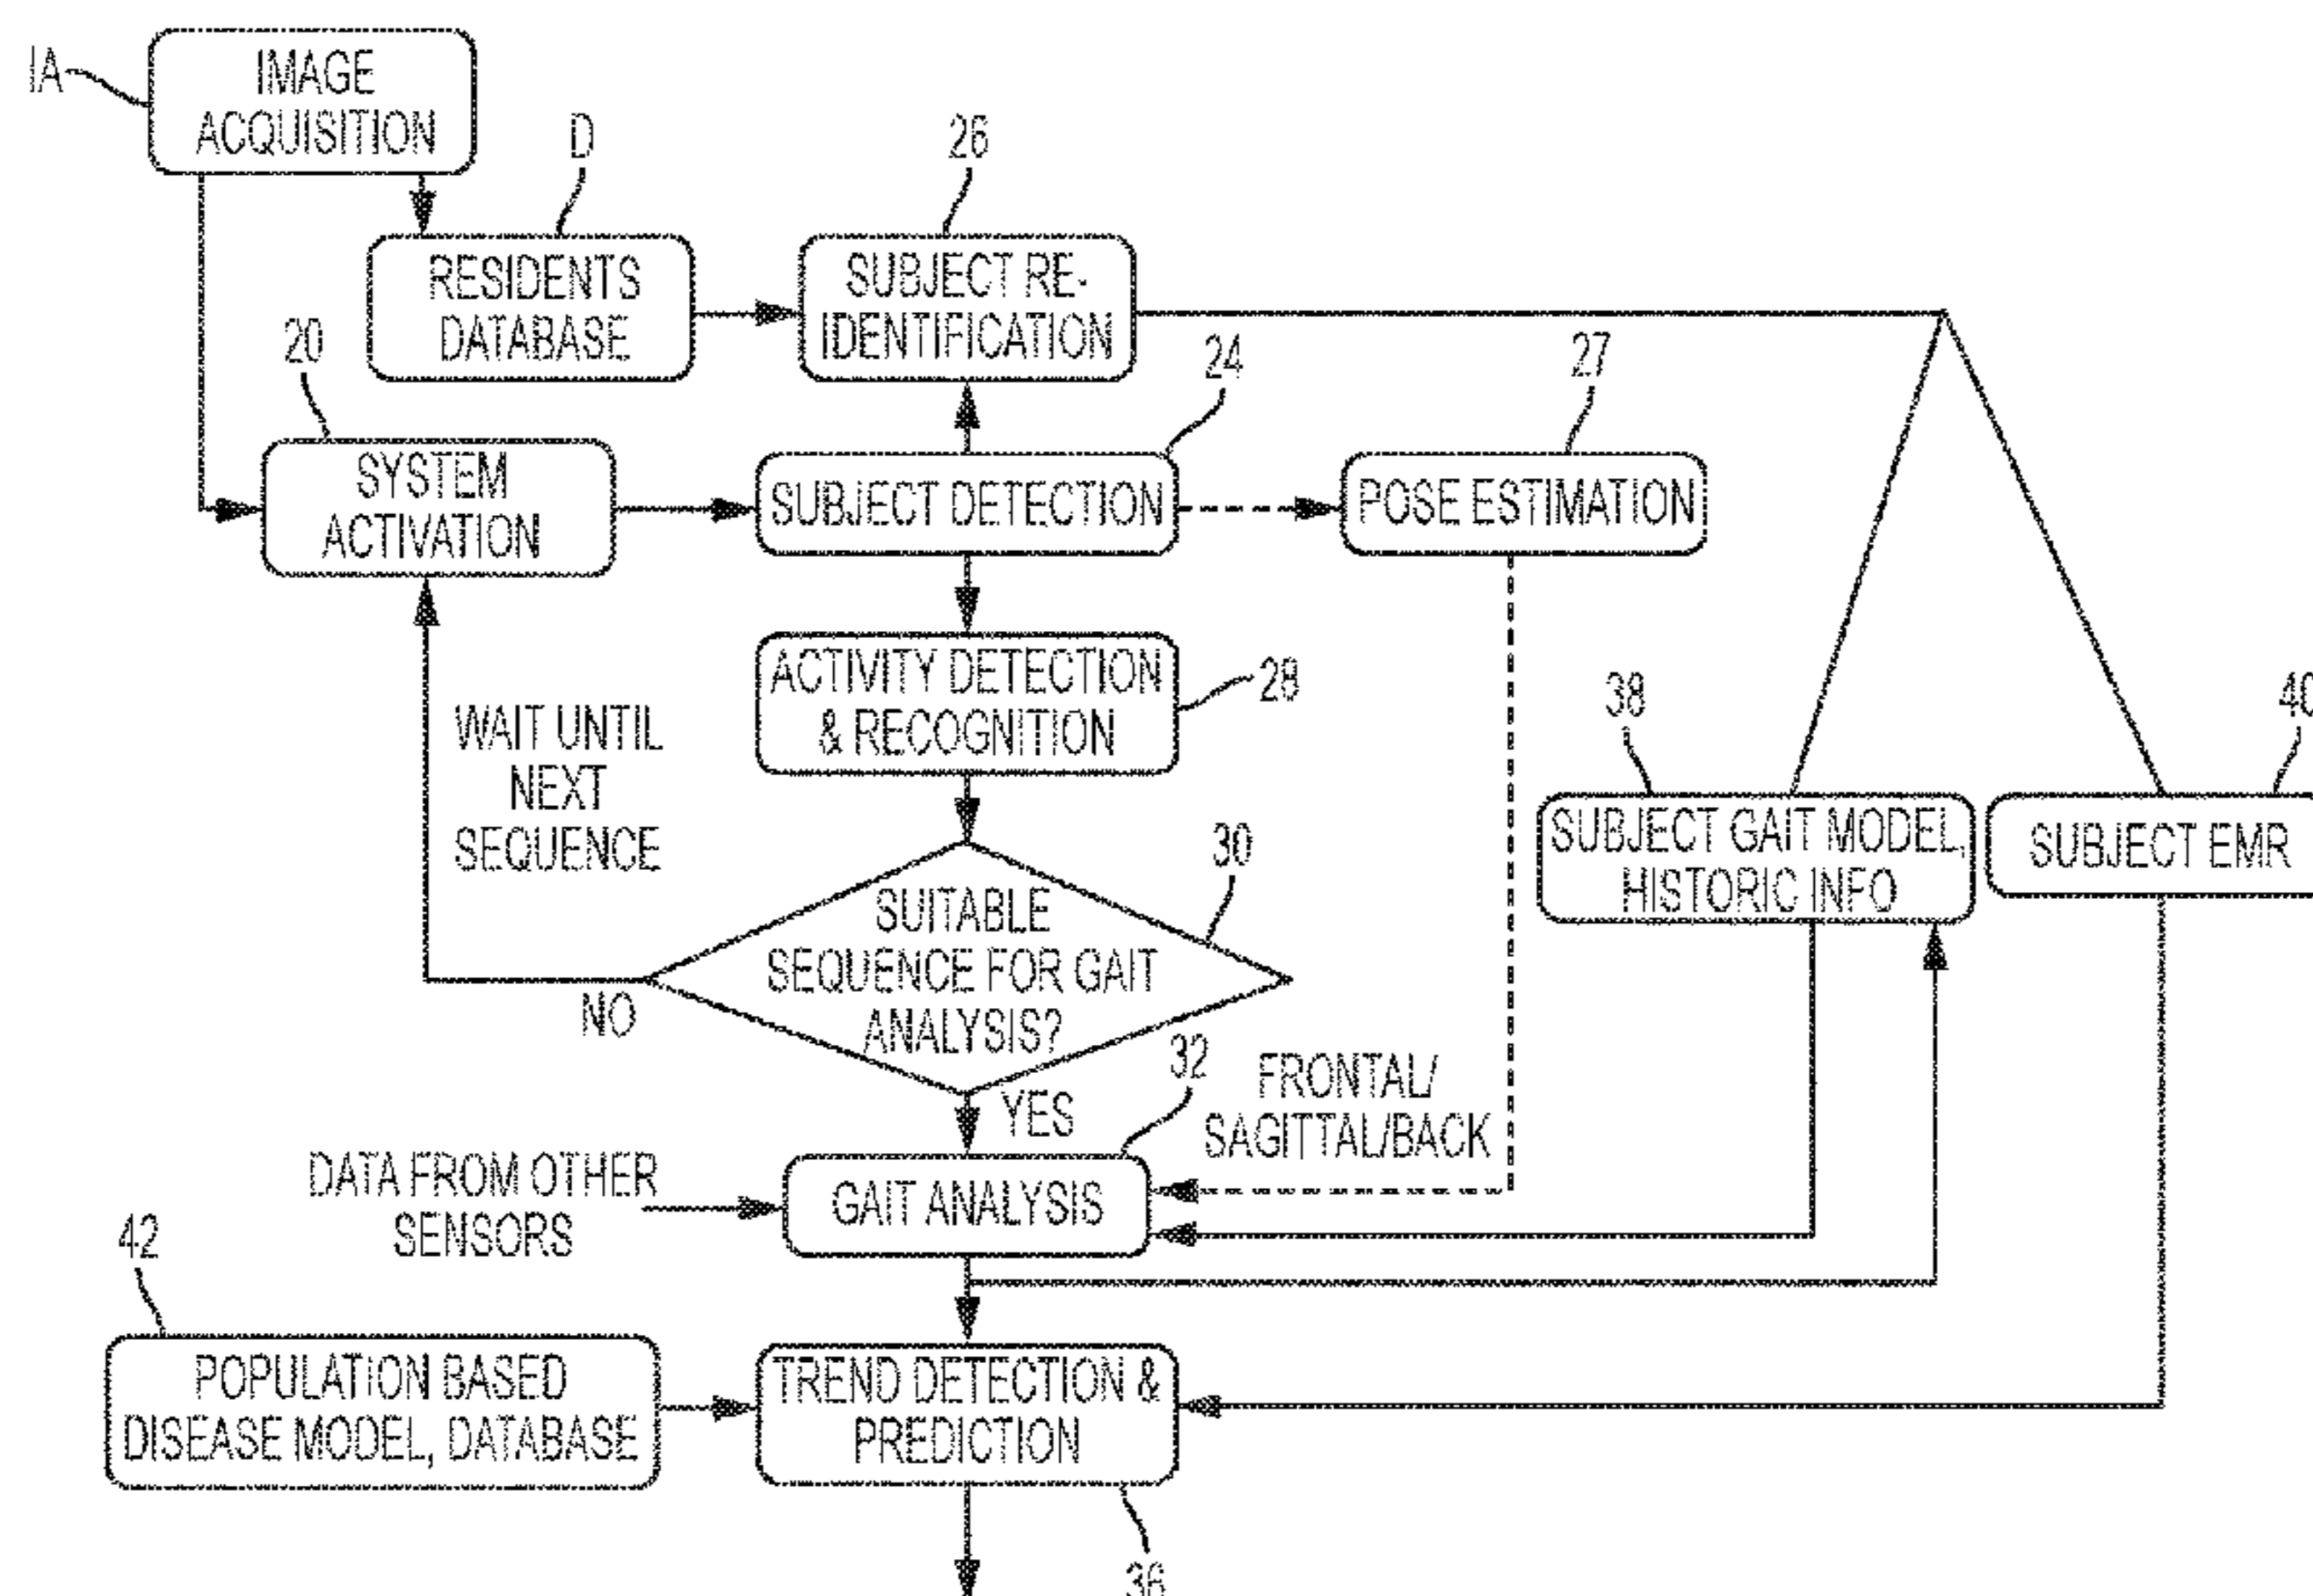 IA
IMAGE
ACQUISITION
D
26
RESIDENTS
DATABASE
SUBJECT RE-
IDENTIFICATION
20
24
27
SYSTEM
ACTIVATION
SUBJECT DETECTION
POSE ESTIMATION
ACTIVITY DETECTION
& RECOGNITION
28
38
40
WAIT UNTIL
NEXT
SEQUENCE
SUBJECT GAIT MODEL,
HISTORIC INFO
SUBJECT EMR
30
SUITABLE
SEQUENCE FOR GAIT
ANALYSIS?
NO
YES
32
FRONTAL/
SAGITTAL/BACK
DATA FROM OTHER
SENSORS
GAIT ANALYSIS
42
POPULATION BASED
DISEASE MODEL, DATABASE
TREND DETECTION &
PREDICTION
36